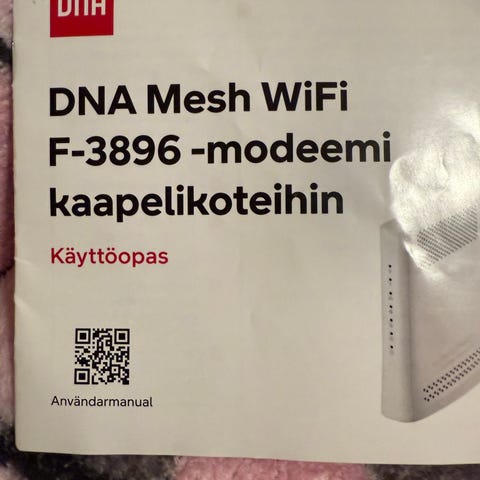 DNA
DNA Mesh WiFi
F-3896 -modeemi
kaapelikoteihin
Käyttöopas
Användarmanual